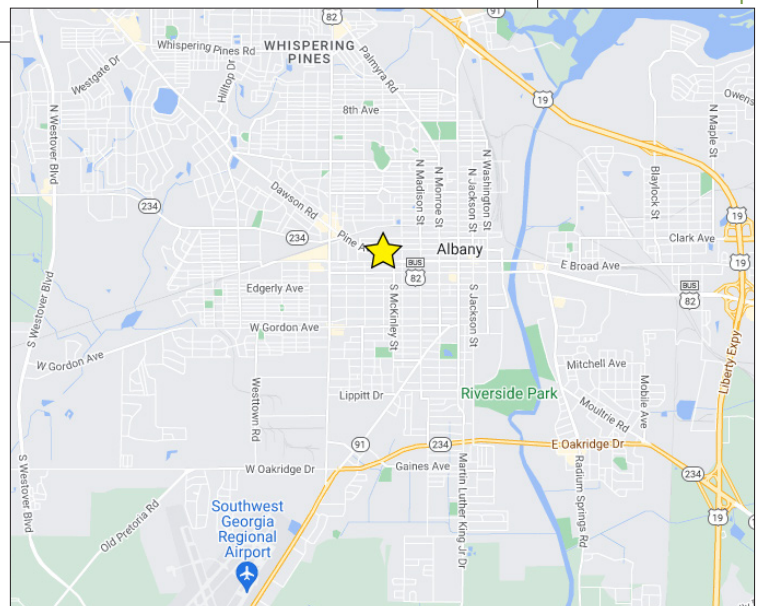 82
91
Whispering Pines Rd
WHISPERING
PINES
Palmyra Rd
Westgate Dr
Hilltop Dr
19
Owens
8th Ave
N Westover Blvd
N Maple St
N Madison St
N Monroe St
N Jackson St
N Washington St
Blaylock St
Dawson Rd
234
234
Pine A
Albany
19
Clark Ave
BUS
82
E Broad Ave
19
Edgerly Ave
BUS
82
S Westover Blvd
S McKinley St
S Jackson St
W Gordon Ave
W Gordon Ave
Mitchell Ave
Liberty Expy
Westtown Rd
Lippitt Dr
Riverside Park
Moultrie Rd
Mobile Ave
91
234
E Oakridge Dr
S Westover Blvd
W Oakridge Dr
Gaines Ave
Martin Luther King Jr Dr
Radium Springs Rd
234
Old Pretoria Rd
Southwest
Georgia
Regional
Airport
19